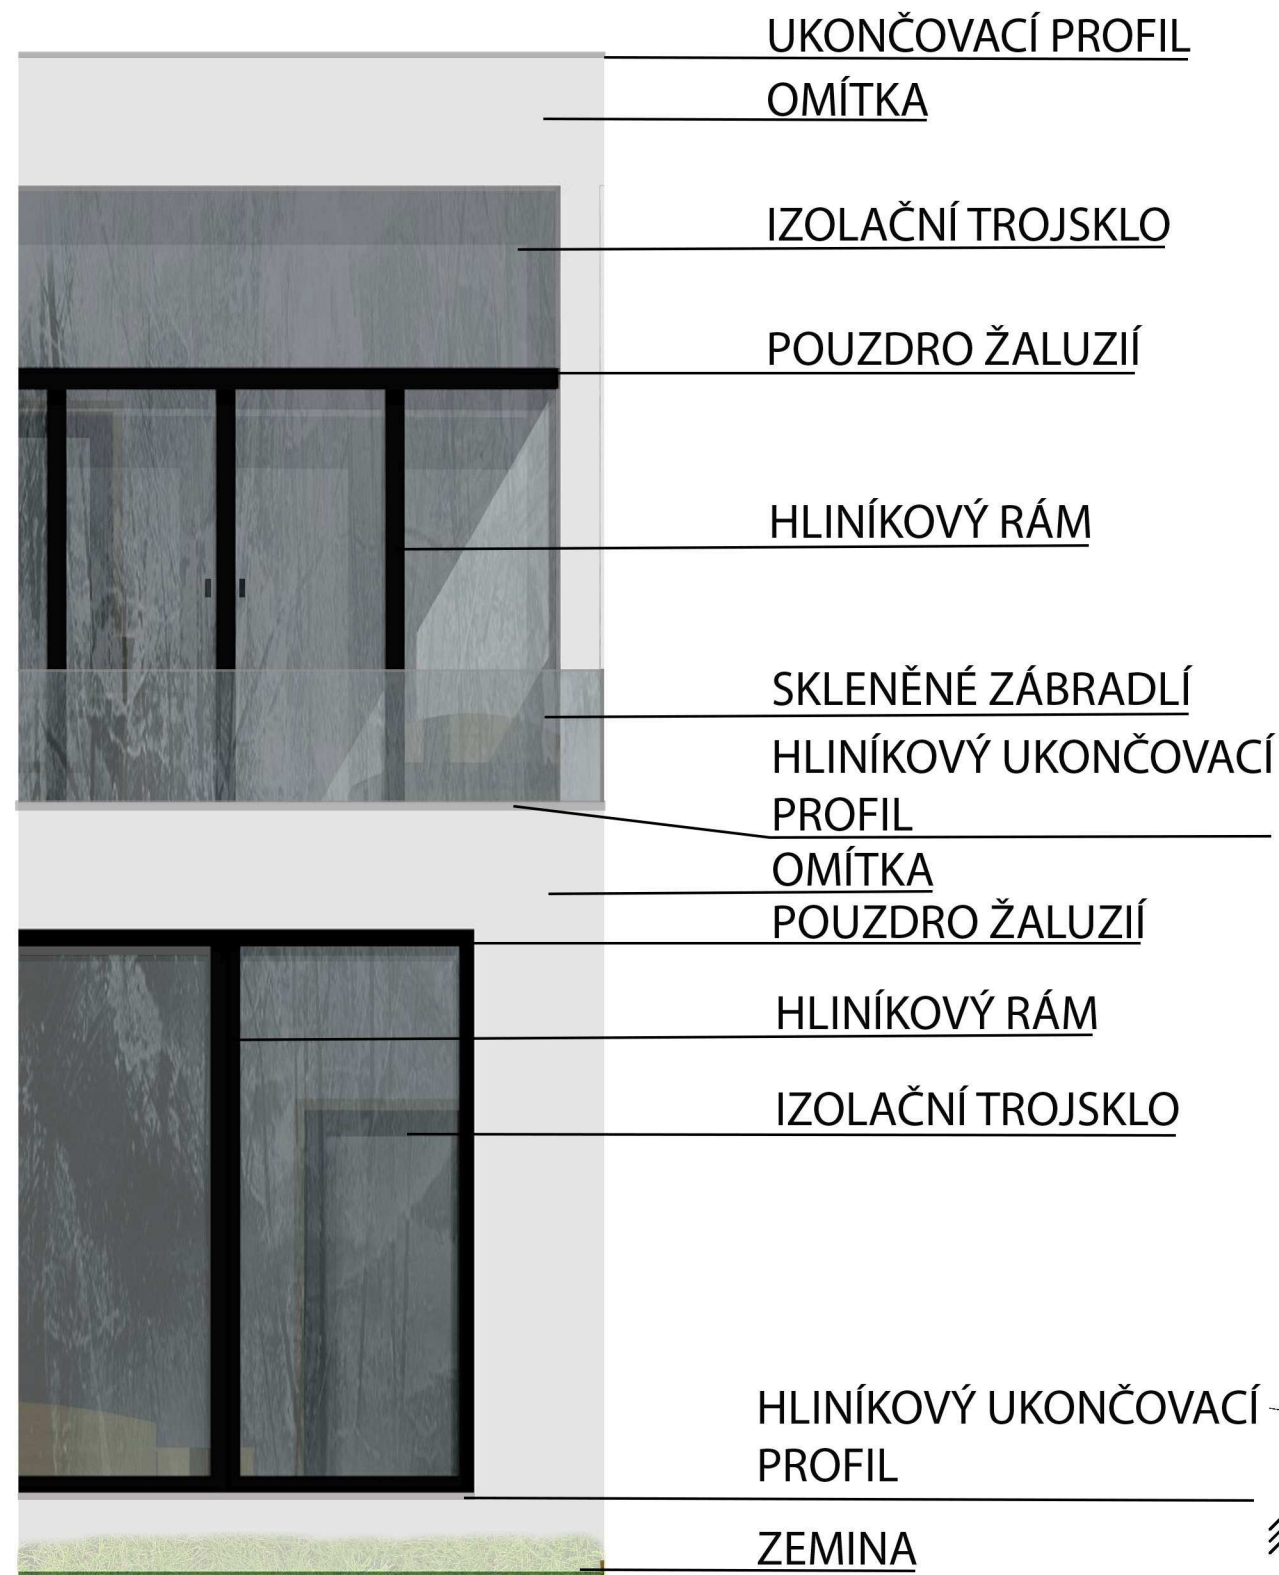 UKONČOVACÍ PROFIL
OMÍTKA
IZOLAČNÍ TROJSKLO
POUZDRO ŽALUZIÍ
HLINÍKOVÝ RÁM
SKLENĚNÉ ZÁBRADLÍ
HLINÍKOVÝ UKONČOVACÍ
PROFIL
OMÍTKA
POUZDRO ŽALUZIÍ
HLINÍKOVÝ RÁM
IZOLAČNÍ TROJSKLO
HLINÍKOVÝ UKONČOVACÍ
PROFIL
ZEMINA